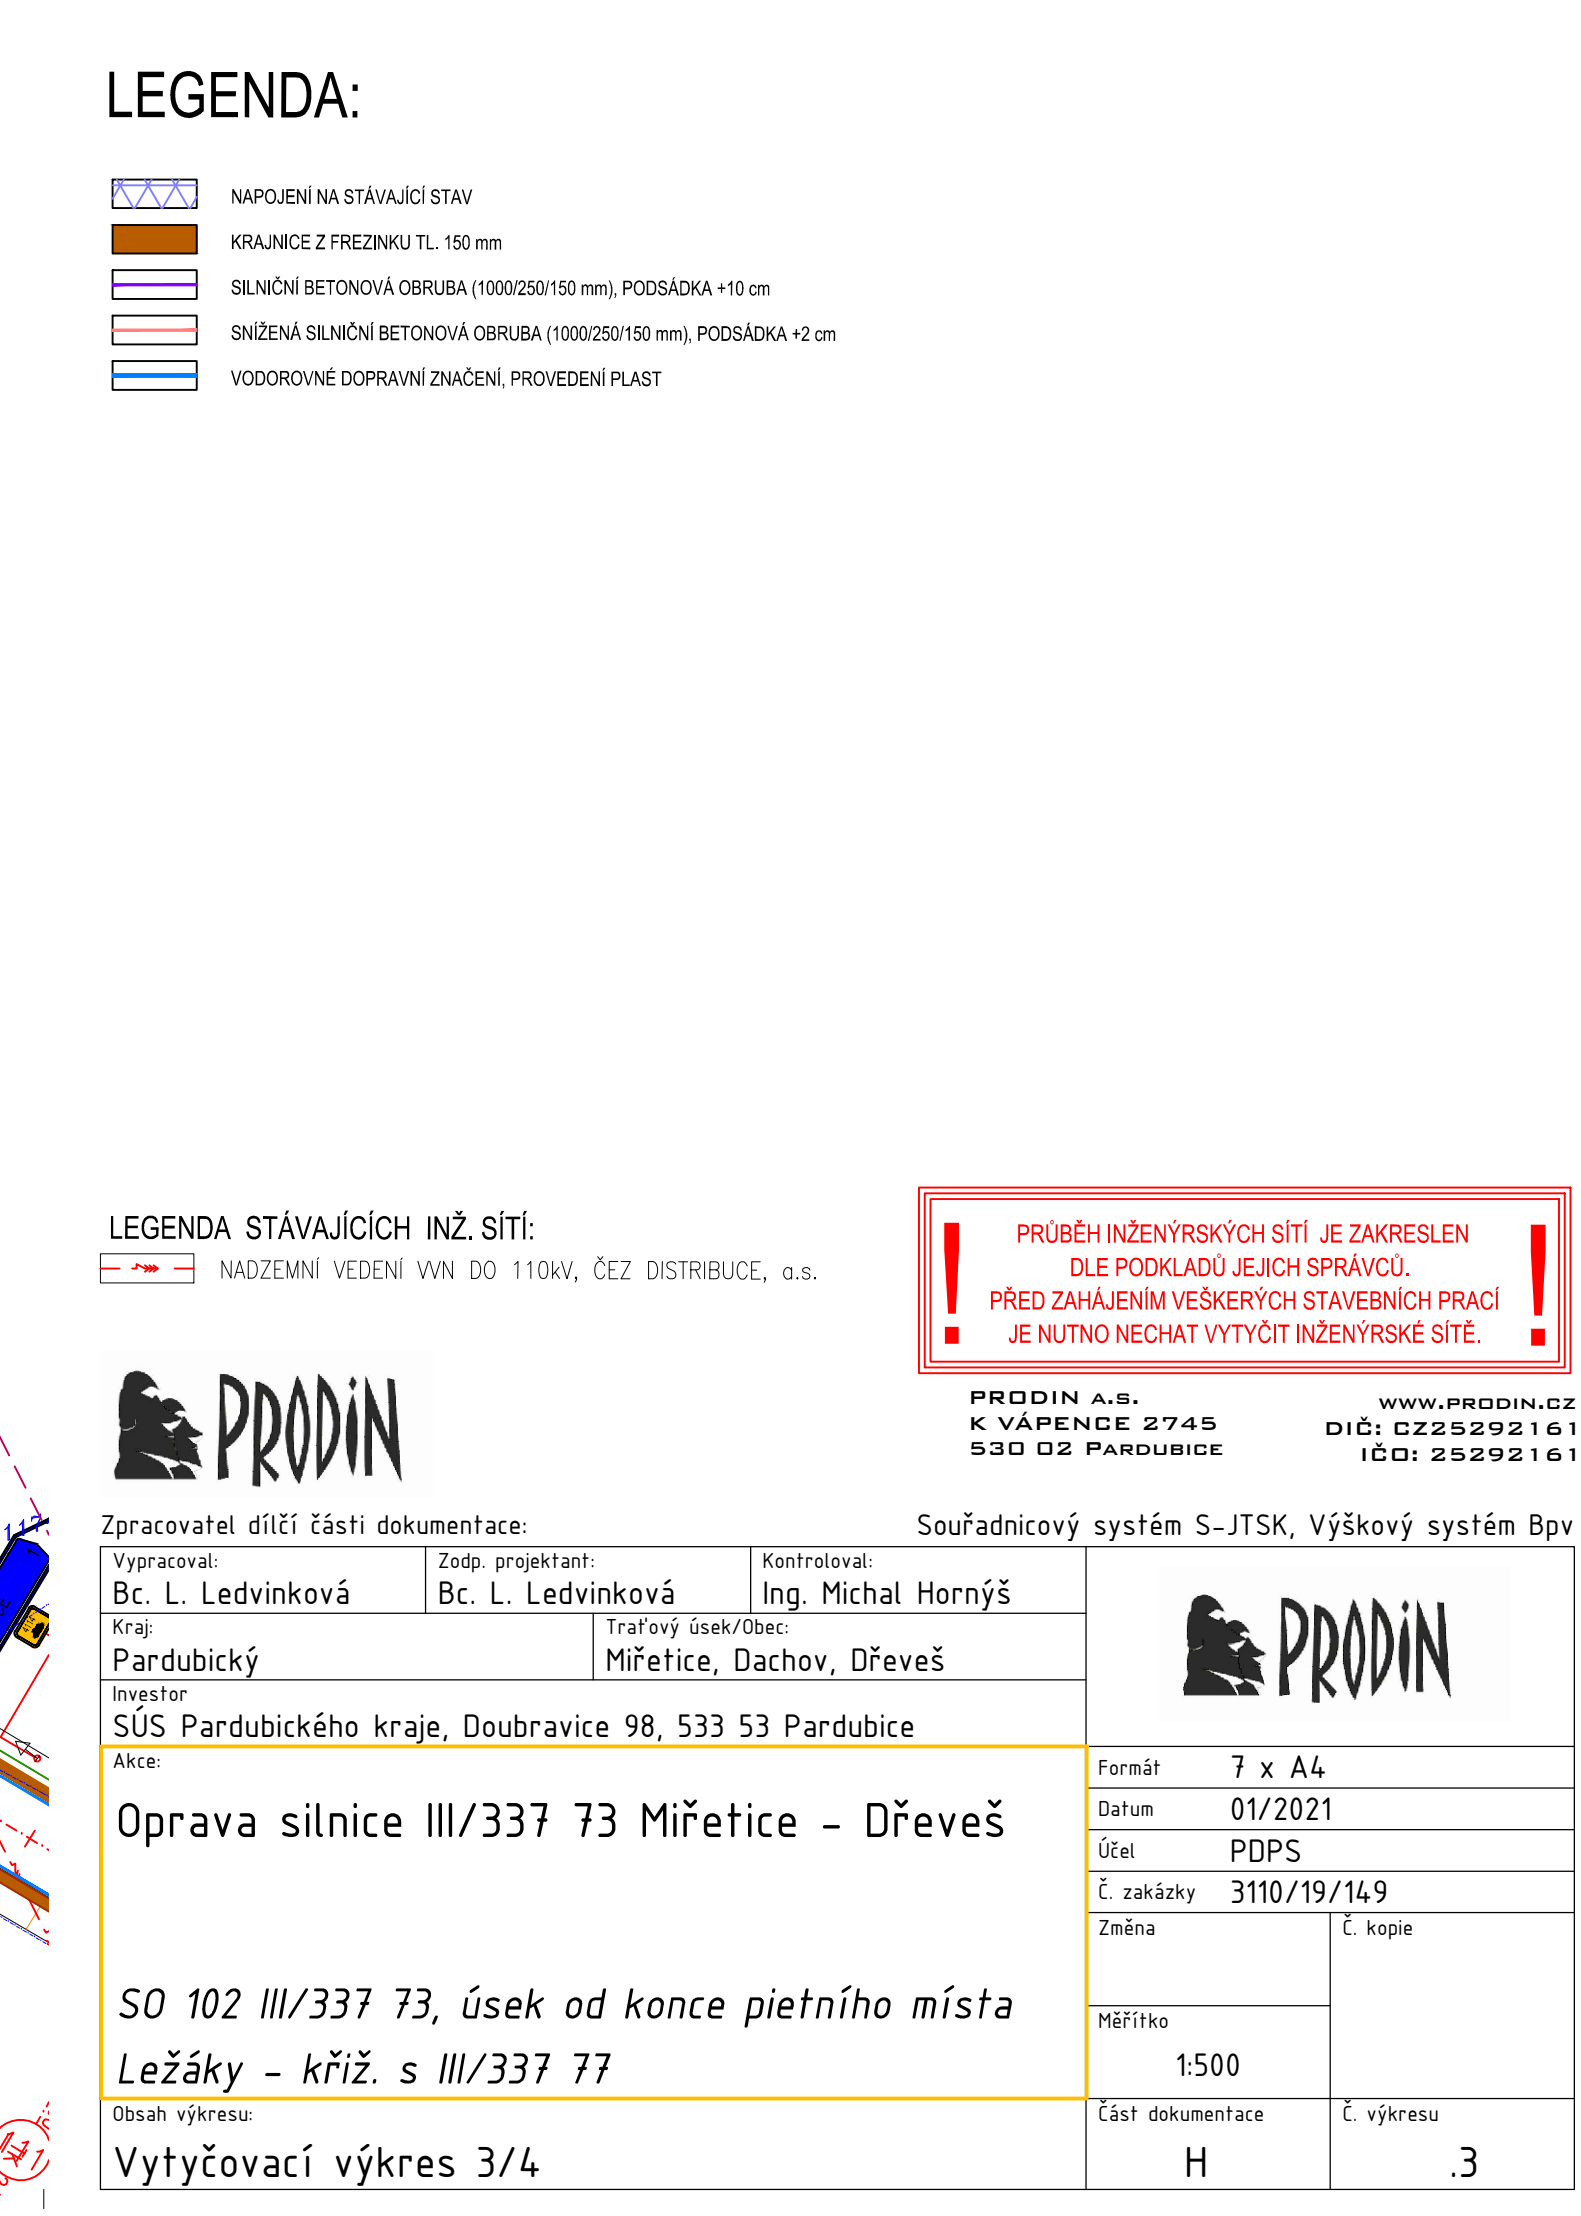 LEGENDA:
NAPOJENÍ NA STÁVAJÍCÍ STAV
KRAJNICE Z FREZINKU TL. 150 mm
SILNIČNÍ BETONOVÁ OBRUBA (1000/250/150 mm), PODSÁDKA +10 cm
SNÍŽENÁ SILNIČNÍ BETONOVÁ OBRUBA (1000/250/150 mm), PODSÁDKA +2 cm
VODOROVNÉ DOPRAVNÍ ZNAČENÍ, PROVEDENÍ PLAST
LEGENDA STÁVAJÍCÍCH INŽ. SÍTÍ:
NADZEMNÍ VEDENÍ VVN DO 110kV, ČEZ DISTRIBUCE, a.s.
! PRŮBĚH INŽENÝRSKÝCH SÍTÍ JE ZAKRESLEN !
DLE PODKLADŮ JEJICH SPRÁVCŮ.
PŘED ZAHÁJENÍM VEŠKERÝCH STAVEBNÍCH PRACÍ
JE NUTNO NECHAT VYTYČIT INŽENÝRSKÉ SÍTĚ.
PRODIN
PRODIN A.S.
K VÁPENCE 2745
530 02 PARDUBICE
WWW.PRODIN.CZ
DIČ: CZ25292161
IČO: 25292161
117
Zpracovatel dílčí části dokumentace:
Souřadnicový systém S-JTSK, Výškový systém Bpv
Vypracoval:
Bc. L. Ledvinková
Zodp. projektant:
Bc. L. Ledvinková
Kontroloval:
Ing. Michal Hornýš
PRODIN
Kraj:
Pardubický
Traťový úsek/Obec:
Miřetice, Dachov, Dřeveš
Investor
SÚS Pardubického kraje, Doubravice 98, 533 53 Pardubice
Akce:
Oprava silnice III/337 73 Miřetice - Dřeveš
SO 102 III/337 73, úsek od konce pietního místa
Ležáky - křiž. s III/337 77
Formát 7 x A4
Datum 01/2021
Účel PDPS
Č. zakázky 3110/19/149
Změna
Č. kopie
Měřítko
1:500
Obsah výkresu:
Vytyčovací výkres 3/4
Část dokumentace
H
Č. výkresu
.3